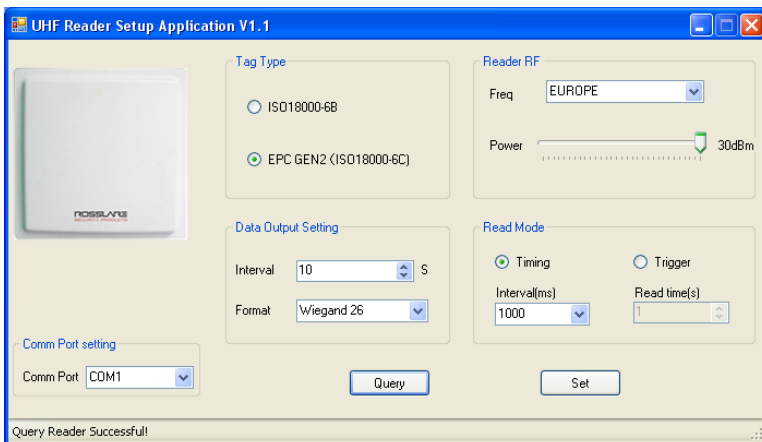 UHF Reader Setup Application V1.1
ROSSLARE
SECURITY PRODUCTS
Tag Type
ISO18000-6B
EPC GEN2 (ISO18000-6C)
Reader RF
Freq EUROPE
Power 30dBm
Data Output Setting
Interval 10 S
Format Wiegand 26
Read Mode
Timing Trigger
Interval(ms) Read time(s)
1000 1
Comm Port setting
Comm Port COM1
Query Set
Query Reader Successful!